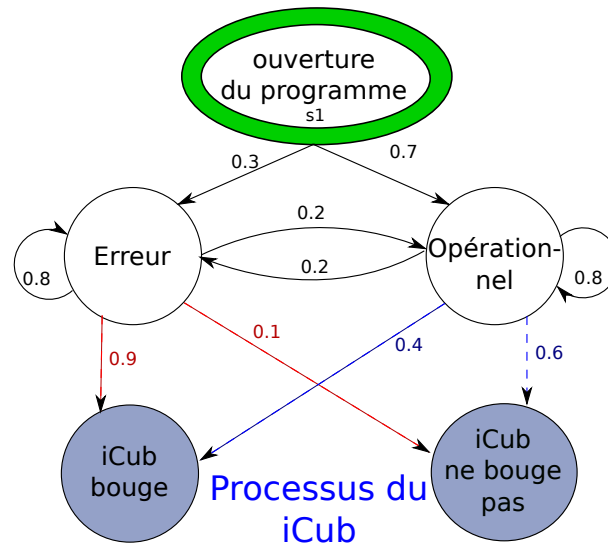 ouverture
du programme
s1
0.3
0.7
0.2
Erreur
Opération-
nel
0.2
0.8
0.8
0.9
0.1
0.4
0.6
iCub
bouge
iCub
ne bouge
pas
Processus du
iCub